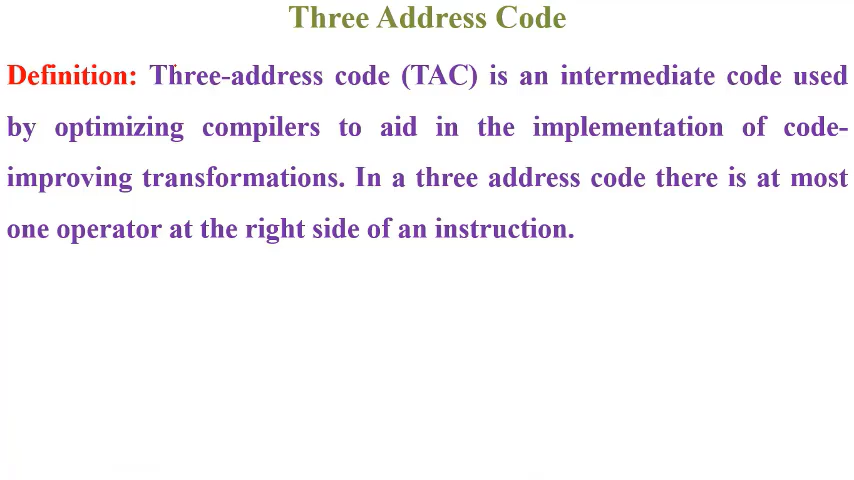 Three Address Code
Definition: Three-address code (TAC) is an intermediate code used
by optimizing compilers to aid in the implementation of code-
improving transformations. In a three address code there is at most
one operator at the right side of an instruction.